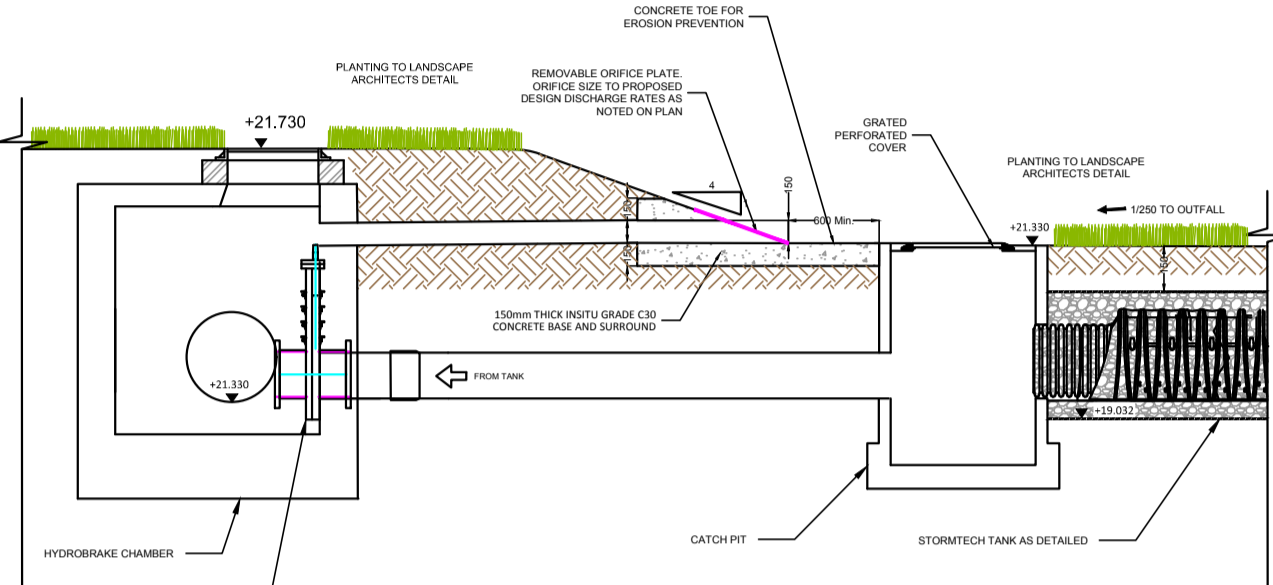 CONCRETE TOE FOR
EROSION PREVENTION
PLANTING TO LANDSCAPE
ARCHITECTS DETAIL
REMOVABLE ORIFICE PLATE.
ORIFICE SIZE TO PROPOSED
DESIGN DISCHARGE RATES AS
NOTED ON PLAN
+21.730
GRATED
PERFORATED
COVER
PLANTING TO LANDSCAPE
ARCHITECTS DETAIL
4
150
150
600 Min.
1/250 TO OUTFALL
+21.330
150
150
150mm THICK INSITU GRADE C30
CONCRETE BASE AND SURROUND
FROM TANK
+21.330
+19.032
HYDROBRAKE CHAMBER
CATCH PIT
STORMTECH TANK AS DETAILED